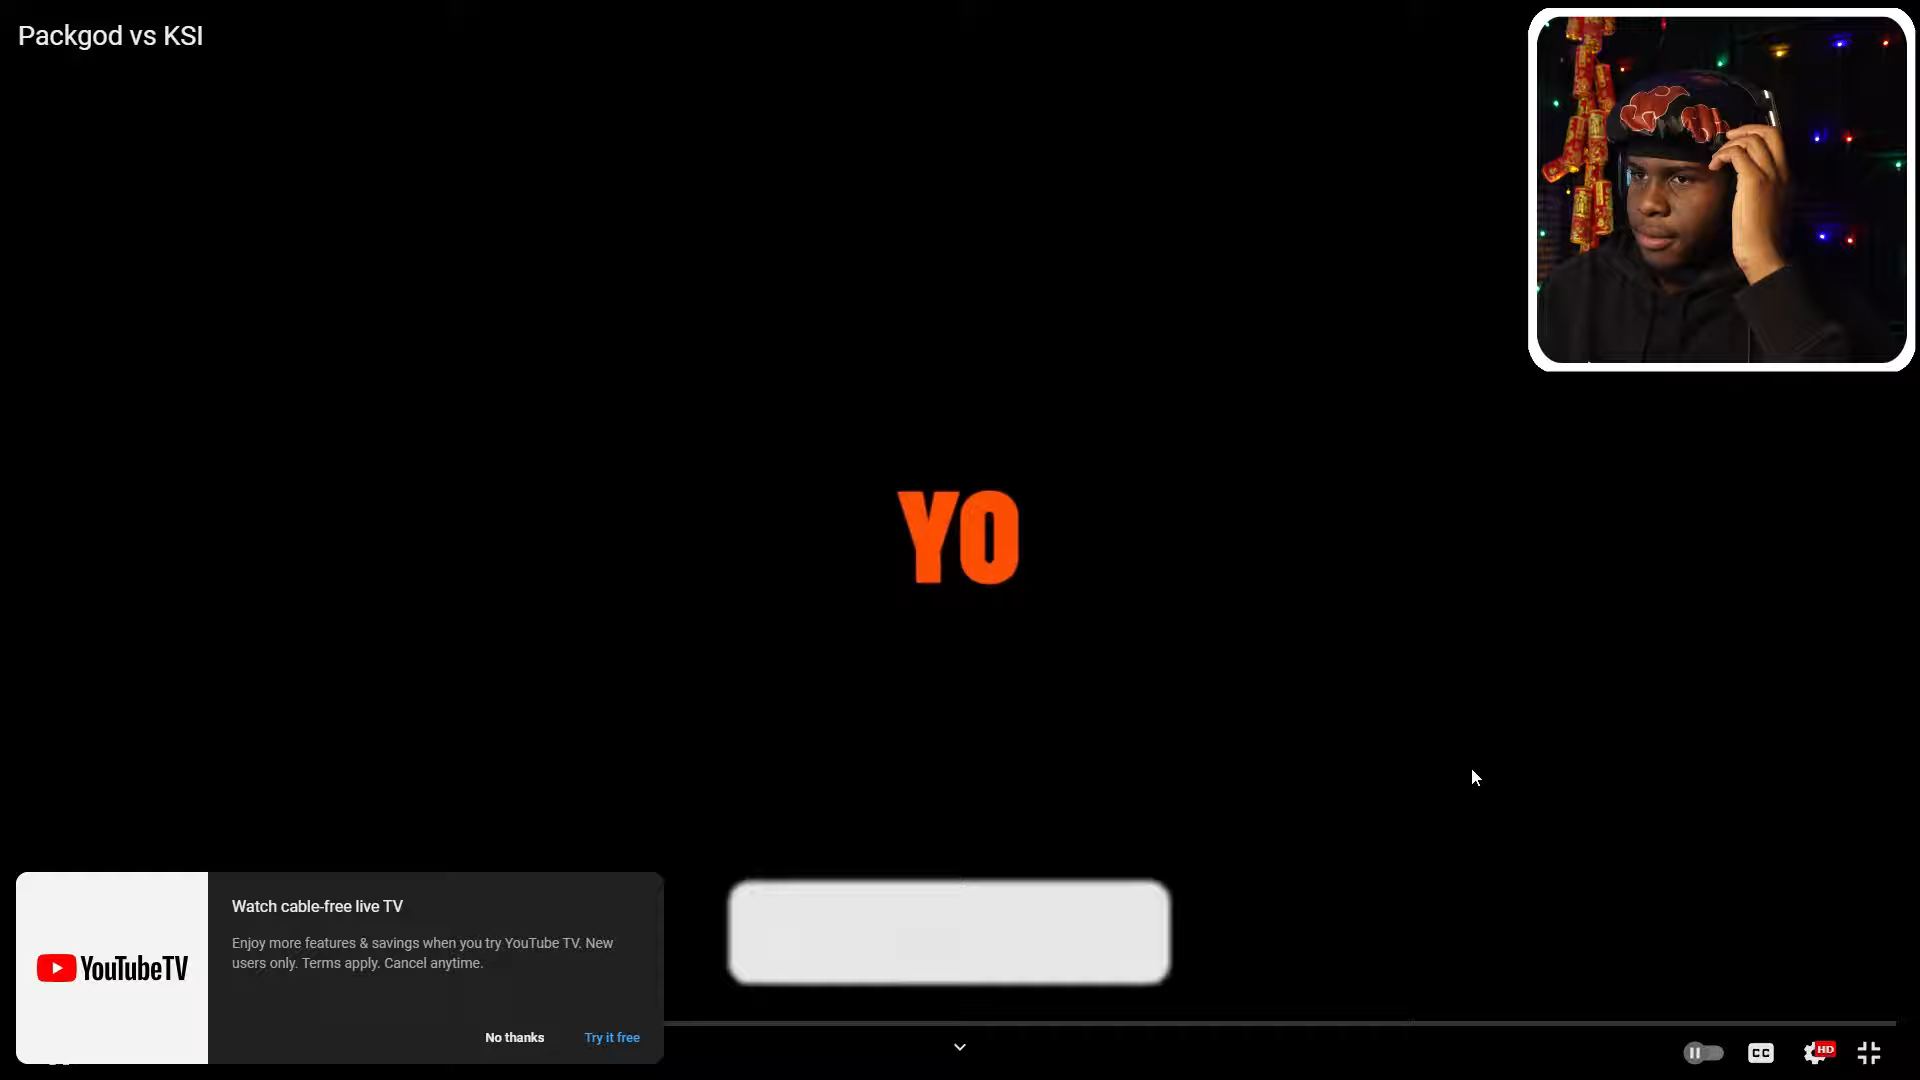 Packgod vs KSI
YO
Watch cable-free live TV
Enjoy more features & savings when you try YouTube TV. New
users only. Terms apply. Cancel anytime.
YouTubeTV
No thanks
Try it free
CC
HD